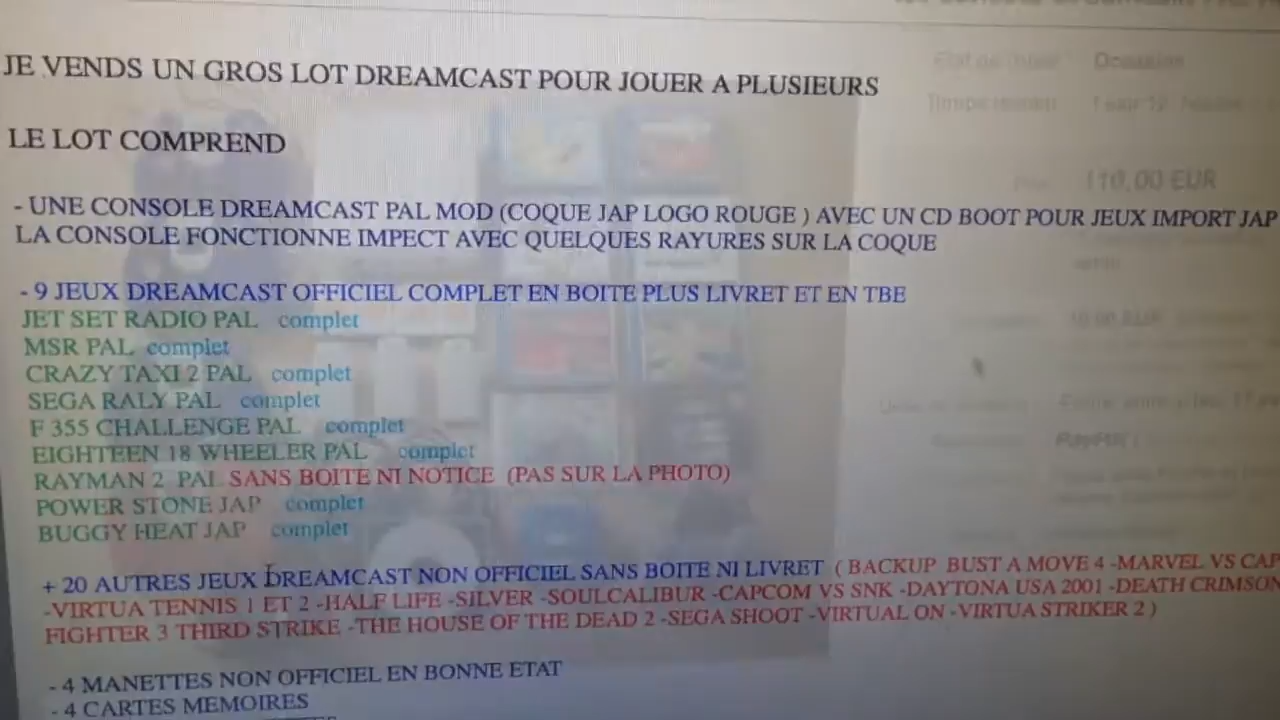 JE VENDS UN GROS LOT DREAMCAST POUR JOUER A PLUSIEURS
LE LOT COMPREND
- UNE CONSOLE DREAMCAST PAL MOD (COQUE JAP LOGO ROUGE ) AVEC UN CD BOOT POUR JEUX IMPORT JAP
LA CONSOLE FONCTIONNE IMPECT AVEC QUELQUES RAYURES SUR LA COQUE
- 9 JEUX DREAMCAST OFFICIEL COMPLET EN BOITE PLUS LIVRET ET EN TBE
JET SET RADIO PAL complet
MSR PAL complet
CRAZY TAXI 2 PAL complet
SEGA RALY PAL complet
F 355 CHALLENGE PAL complet
EIGHTEEN 18 WHEELER PAL complet
RAYMAN 2 PAL SANS BOITE NI NOTICE (PAS SUR LA PHOTO)
POWER STONE JAP complet
BUGGY HEAT JAP complet
+ 20 AUTRES JEUX DREAMCAST NON OFFICIEL SANS BOITE NI LIVRET ( BACKUP BUST A MOVE 4 -MARVEL VS CAP
-VIRTUA TENNIS 1 ET 2 -HALF LIFE -SILVER -SOULCALIBUR -CAPCOM VS SNK -DAYTONA USA 2001 -DEATH CRIMSON
FIGHTER 3 THIRD STRIKE -THE HOUSE OF THE DEAD 2 -SEGA SHOOT -VIRTUAL ON -VIRTUA STRIKER 2 )
- 4 MANETTES NON OFFICIEL EN BONNE ETAT
- 4 CARTES MEMOIRES
Occasion
110,00 EUR